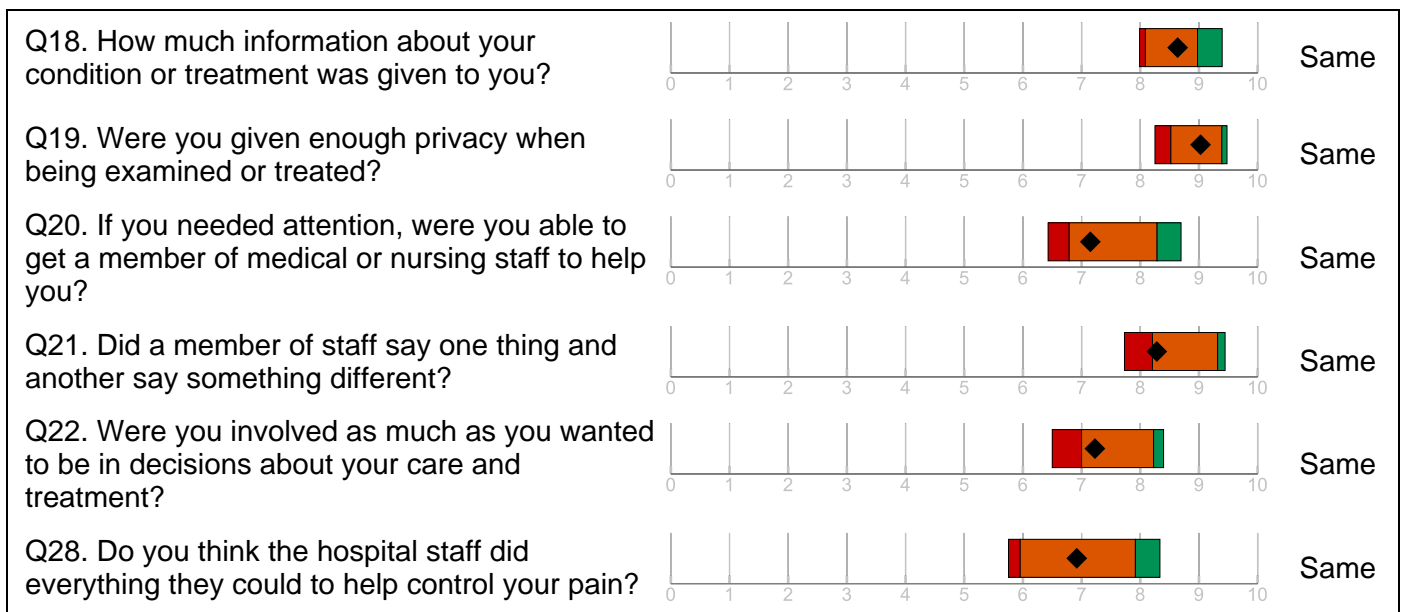 Q18. How much information about your
condition or treatment was given to you?
0 1 2 3 4 5 6 7 8 9 10
Same
Q19. Were you given enough privacy when
being examined or treated?
0 1 2 3 4 5 6 7 8 9 10
Same
Q20. If you needed attention, were you able to
get a member of medical or nursing staff to help
you?
0 1 2 3 4 5 6 7 8 9 10
Same
Q21. Did a member of staff say one thing and
another say something different?
0 1 2 3 4 5 6 7 8 9 10
Same
Q22. Were you involved as much as you wanted
to be in decisions about your care and
treatment?
0 1 2 3 4 5 6 7 8 9 10
Same
Q28. Do you think the hospital staff did
everything they could to help control your pain?
0 1 2 3 4 5 6 7 8 9 10
Same